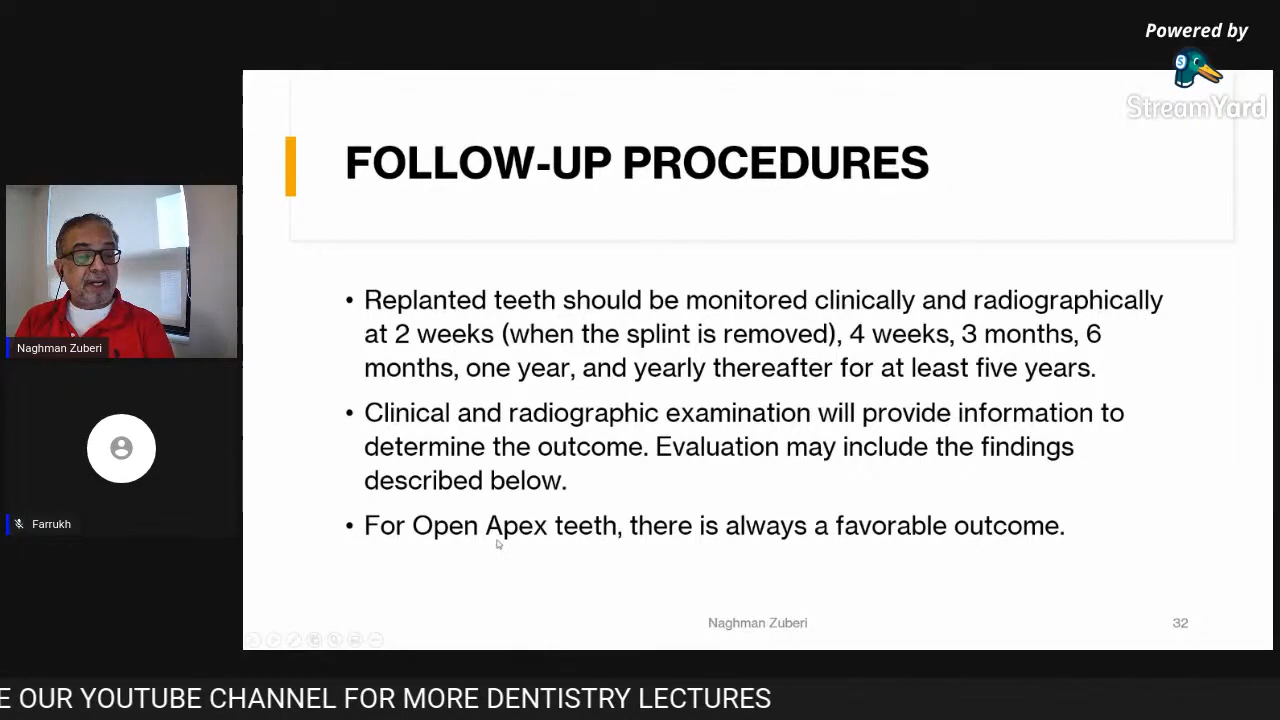 Powered by
StreamYard
FOLLOW-UP PROCEDURES
• Replanted teeth should be monitored clinically and radiographically
at 2 weeks (when the splint is removed), 4 weeks, 3 months, 6
months, one year, and yearly thereafter for at least five years.
• Clinical and radiographic examination will provide information to
determine the outcome. Evaluation may include the findings
described below.
• For Open Apex teeth, there is always a favorable outcome.
Naghman Zuberi
Farrukh
Naghman Zuberi
32
E OUR YOUTUBE CHANNEL FOR MORE DENTISTRY LECTURES